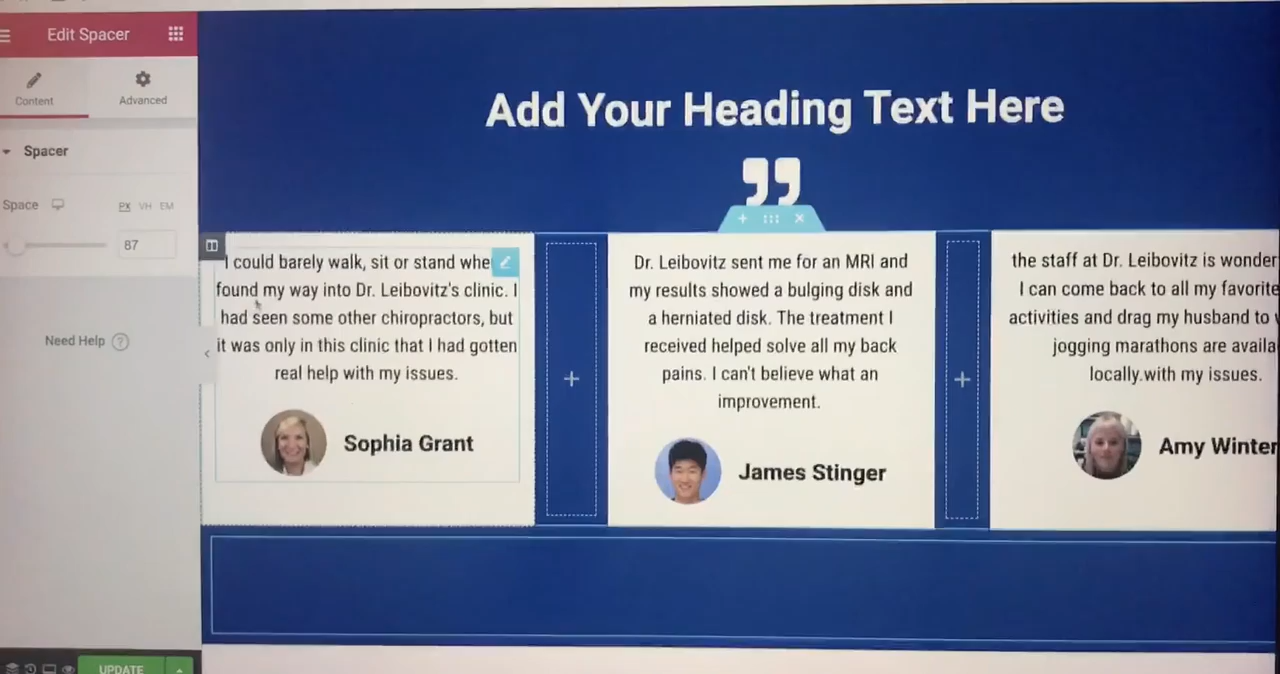 Edit Spacer
Content
Advanced
Spacer
Space
PX VH EM
87
Need Help ?
UPDATE
Add Your Heading Text Here
I could barely walk, sit or stand
found my way into Dr. Leibovitz's clinic. I
had seen some other chiropractors, but
it was only in this clinic that I had gotten
real help with my issues.
Sophia Grant
Dr. Leibovitz sent me for an MRI and
my results showed a bulging disk and
a herniated disk. The treatment I
received helped solve all my back
pains. I can't believe what an
improvement.
James Stinger
the staff at Dr. Leibovitz is wonder
I can come back to all my favorite
activities and drag my husband to
jogging marathons are availa
locally.with my issues.
Amy Winter